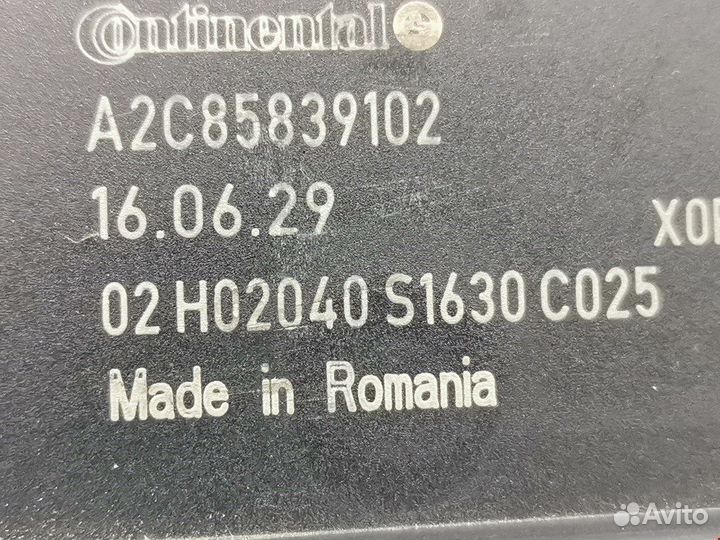 Continental
A2C85839102
16.06.29
02 H02040 S1630 C025
Made in Romania
Avito